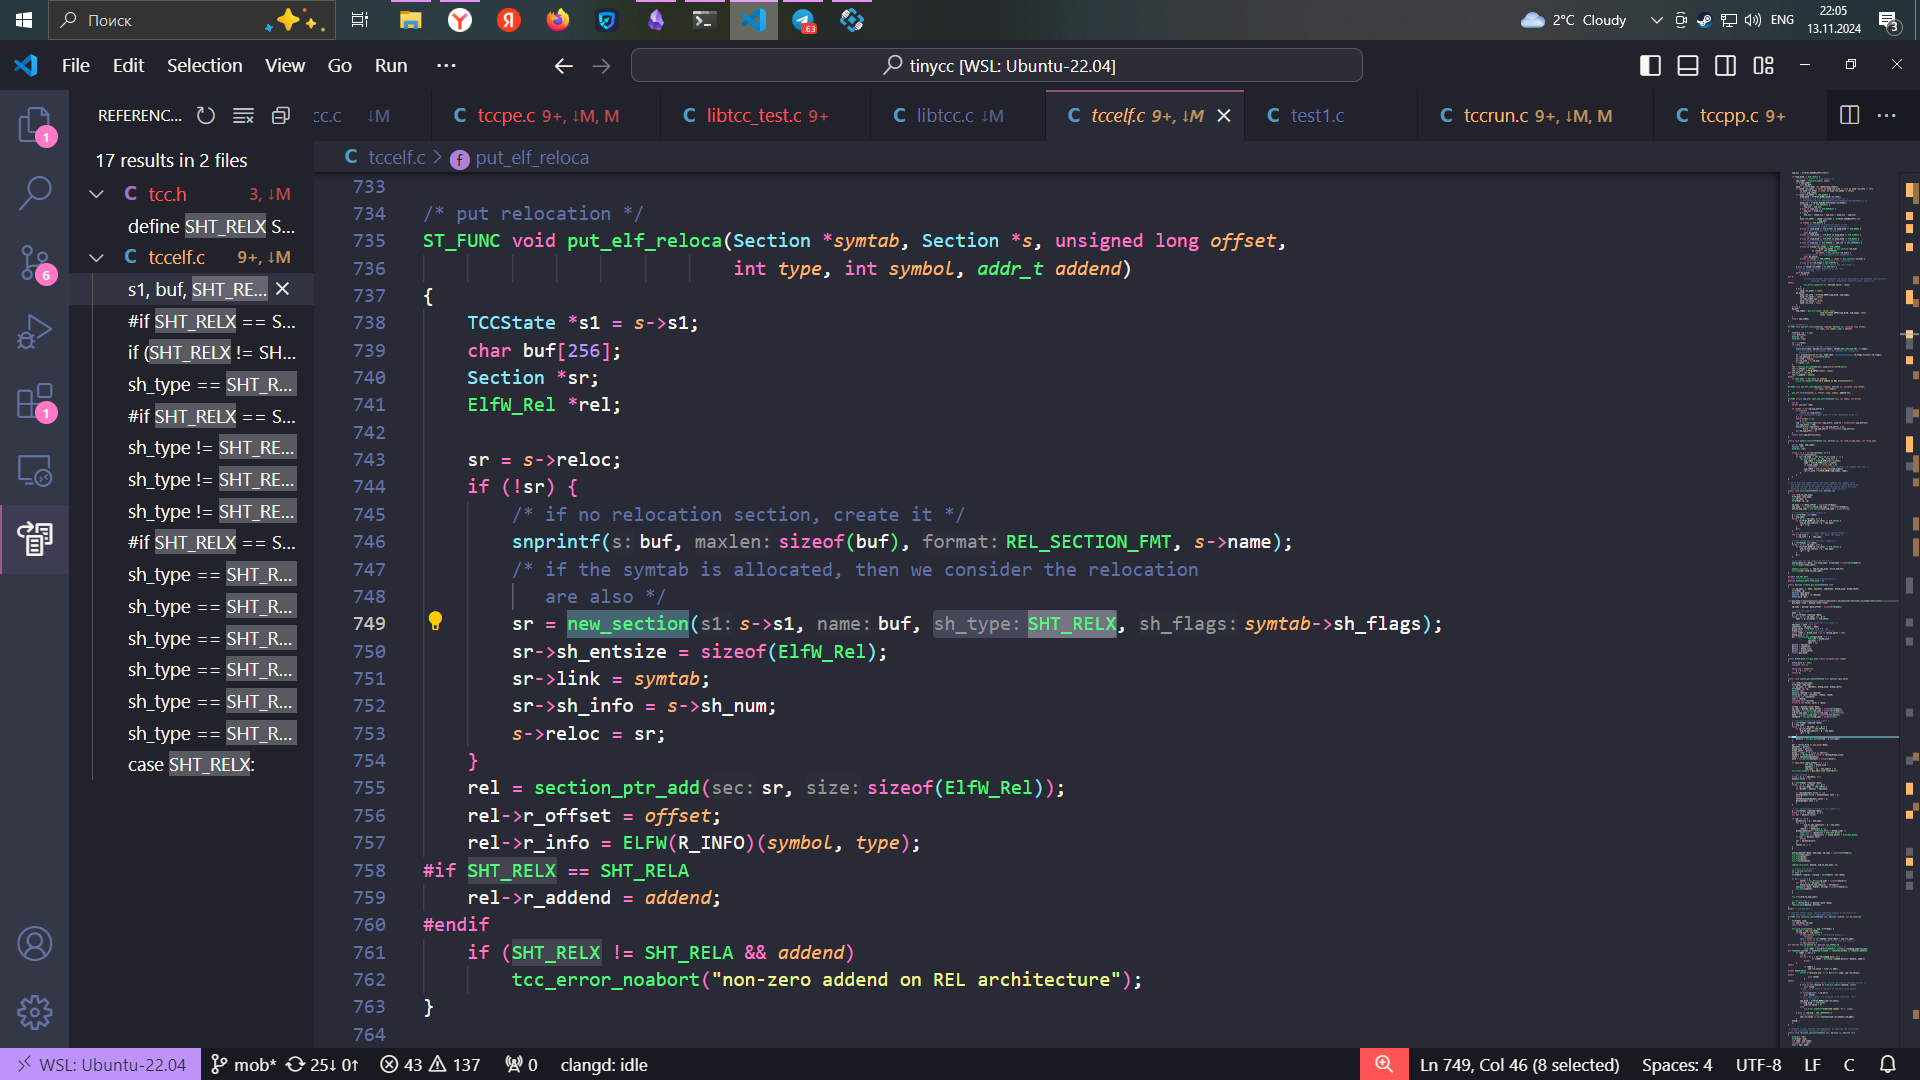 Поиск
.63
2°C Cloudy
ENG
22:05
13.11.2024
3
File Edit Selection View Go Run ···
tinycc [WSL: Ubuntu-22.04]
REFERENC...
cc.c ↓M
C tccpe.c 9+, ↓M, M
C libtcc_test.c 9+
C libtcc.c ↓M
C tccelf.c 9+, ↓M
C test1.c
C tccrun.c 9+, ↓M, M
C tccpp.c 9+
1
6
1
17 results in 2 files
C tcc.h 3, ↓M
define SHT_RELX S...
C tccelf.c 9+, ↓M
s1, buf, SHT_RE...
#if SHT_RELX == S...
if (SHT_RELX != SH...
sh_type == SHT_R...
#if SHT_RELX == S...
sh_type != SHT_RE...
sh_type != SHT_RE...
sh_type != SHT_RE...
#if SHT_RELX == S...
sh_type == SHT_R...
sh_type == SHT_R...
sh_type == SHT_R...
sh_type == SHT_R...
sh_type == SHT_R...
sh_type == SHT_R...
case SHT_RELX:
C tccelf.c > f put_elf_reloca
733
734 /* put relocation */
735 ST_FUNC void put_elf_reloca(Section *symtab, Section *s, unsigned long offset,
736 int type, int symbol, addr_t addend)
737 {
738 TCCState *s1 = s->s1;
739 char buf[256];
740 Section *sr;
741 ElfW_Rel *rel;
742
743 sr = s->reloc;
744 if (!sr) {
745 /* if no relocation section, create it */
746 snprintf(s: buf, maxlen: sizeof(buf), format: REL_SECTION_FMT, s->name);
747 /* if the symtab is allocated, then we consider the relocation
748 are also */
749 sr = new_section(s1: s->s1, name: buf, sh_type: SHT_RELX, sh_flags: symtab->sh_flags);
750 sr->sh_entsize = sizeof(ElfW_Rel);
751 sr->link = symtab;
752 sr->sh_info = s->sh_num;
753 s->reloc = sr;
754 }
755 rel = section_ptr_add(sec: sr, size: sizeof(ElfW_Rel));
756 rel->r_offset = offset;
757 rel->r_info = ELFW(R_INFO)(symbol, type);
758 #if SHT_RELX == SHT_RELA
759 rel->r_addend = addend;
760 #endif
761 if (SHT_RELX != SHT_RELA && addend)
762 tcc_error_noabort("non-zero addend on REL architecture");
763 }
764
WSL: Ubuntu-22.04 mob* 25↓ 0↑ 43 137 0 clangd: idle
Ln 749, Col 46 (8 selected) Spaces: 4 UTF-8 LF C